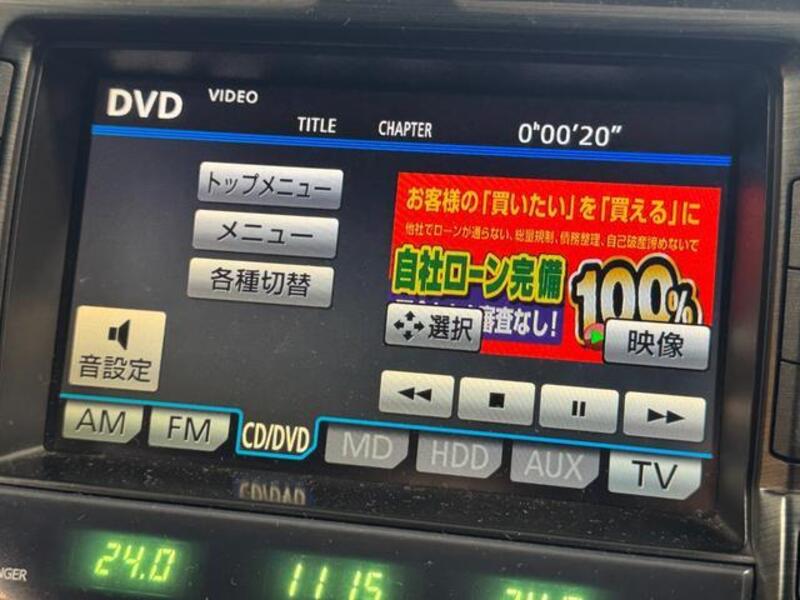 DVD VIDEO
TITLE CHAPTER 0ʰ00'20"
トップメニュー
メニュー
各種切替
お客様の「買いたい」を「買える」に
他社でローンが通らない、総量規制、債務整理、自己破産諦めないで
自社ローン完備
100%
審査なし!
選択
映像
音設定
AM FM CD/DVD MD HDD AUX TV
24.0 11:15